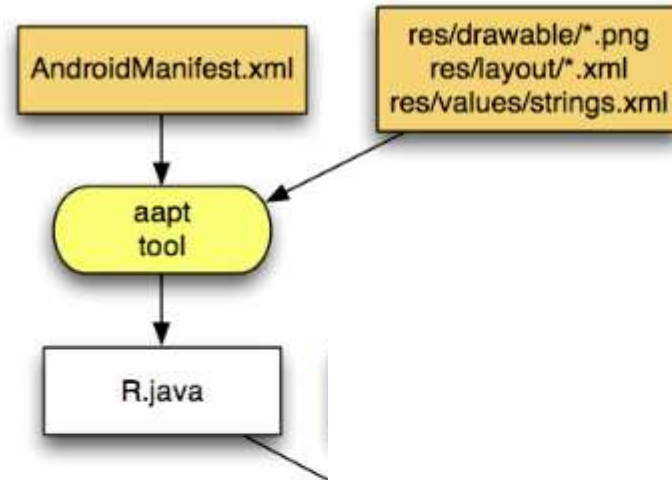 AndroidManifest.xml
res/drawable/*.png
res/layout/*.xml
res/values/strings.xml
aapt
tool
R.java